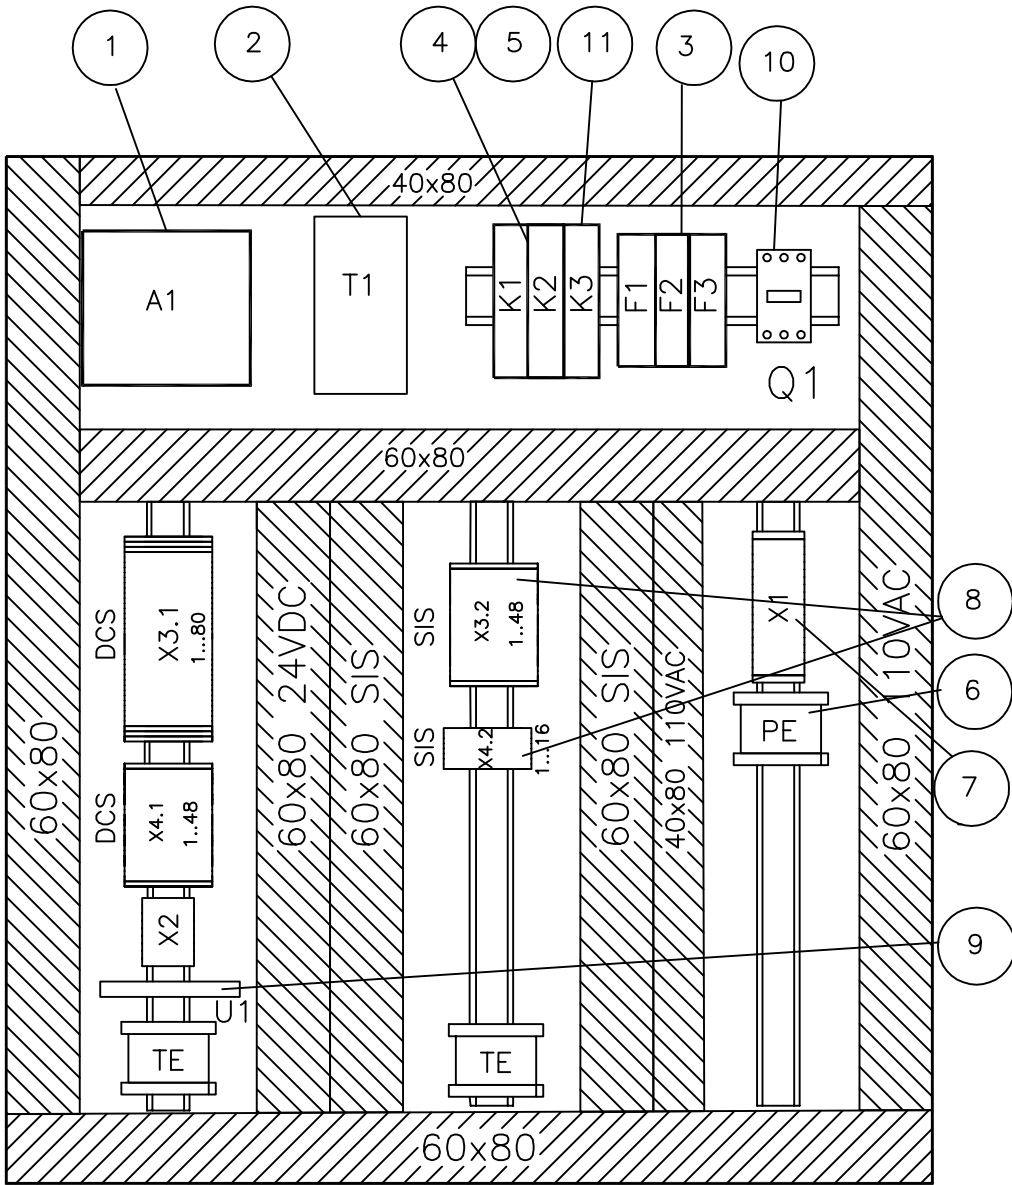 1
2
4
5
11
3
10
40x80
A1
T1
K1
K2
K3
F1
F2
F3
Q1
60x80
60x80
DCS
X3.1
1...80
DCS
X4.1
1..48
X2
U1
TE
60x80 24VDC
60x80 SIS
SIS
X3.2
1..48
SIS
X4.2
1...16
TE
60x80 SIS
40x80 110VAC
X1
PE
60x80 110VAC
8
6
7
9
60x80